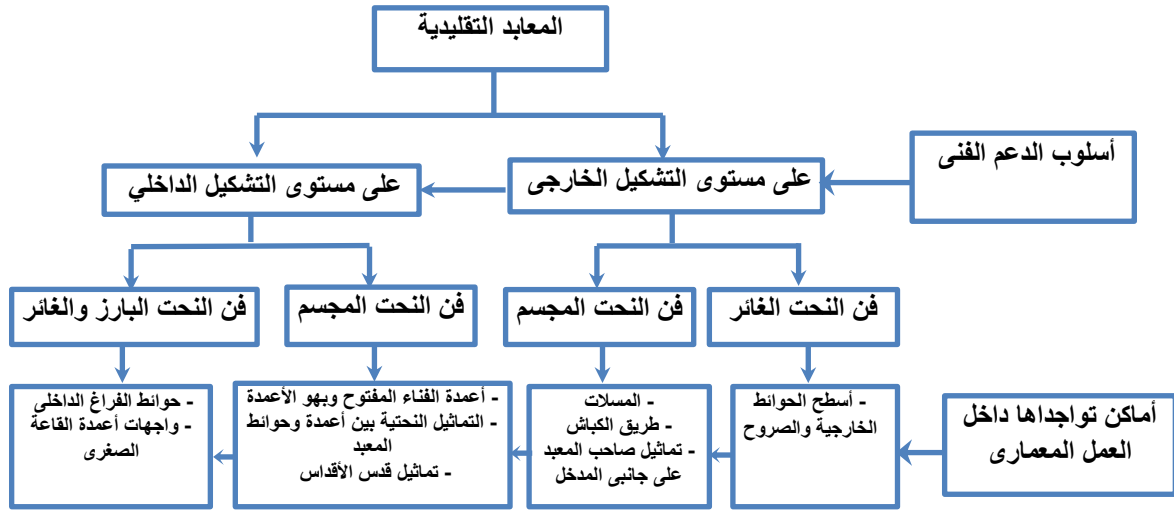 المعابد التقليدية
أسلوب الدعم الفنى
على مستوى التشكيل الخارجى
على مستوى التشكيل الداخلي
فن النحت الغائر
فن النحت المجسم
فن النحت المجسم
فن النحت البارز والغائر
أماكن تواجداها داخل
العمل المعمارى
- أسطح الحوائط
الخارجية والصروح
- المسلات
- طريق الكباش
- تماثيل صاحب المعبد
على جانبى المدخل
- أعمدة الفناء المفتوح وبهو الأعمدة
- التماثيل النحتية بين أعمدة وحوائط
المعبد
- تماثيل قدس الأقداس
- حوائط الفراغ الداخلى
- واجهات أعمدة القاعة
الصغرى